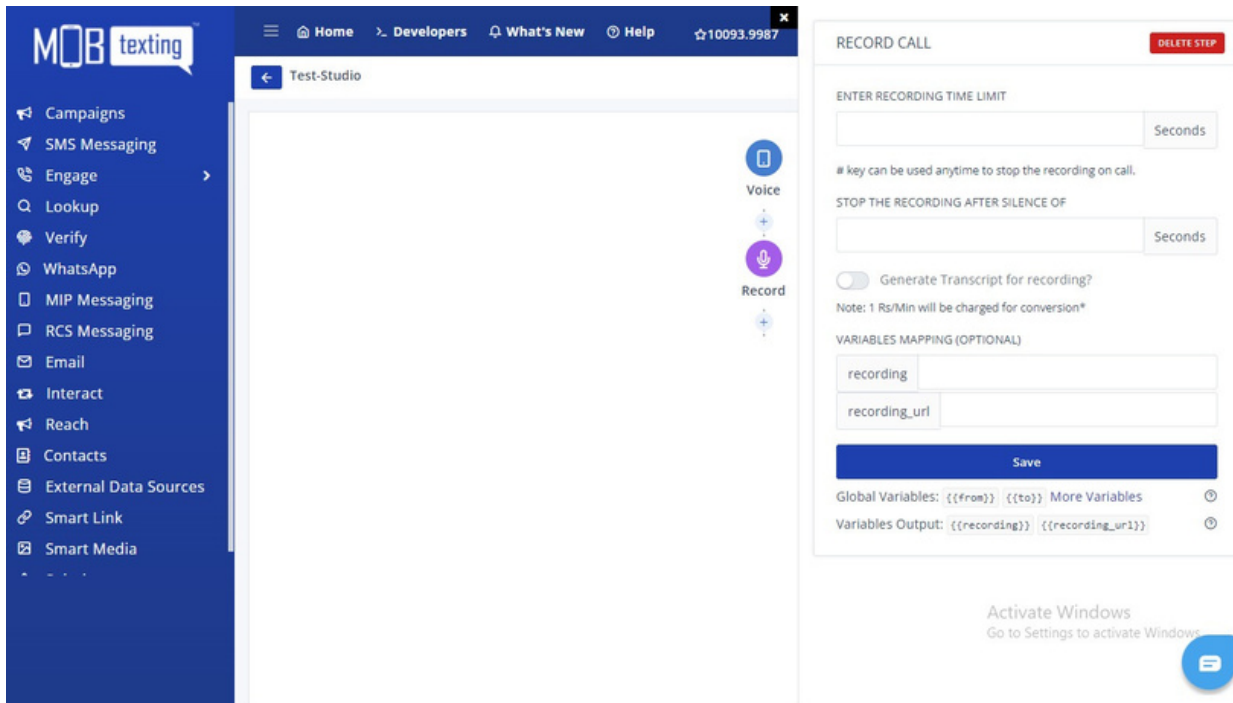 MOB texting
Home
Developers
What's New
Help
10093.9987
Test-Studio
Campaigns
SMS Messaging
Engage
Lookup
Verify
WhatsApp
MIP Messaging
RCS Messaging
Email
Interact
Reach
Contacts
External Data Sources
Smart Link
Smart Media
Voice
Record
RECORD CALL
DELETE STEP
ENTER RECORDING TIME LIMIT
Seconds
# key can be used anytime to stop the recording on call.
STOP THE RECORDING AFTER SILENCE OF
Seconds
Generate Transcript for recording?
Note: 1 Rs/Min will be charged for conversion*
VARIABLES MAPPING (OPTIONAL)
recording
recording_url
Save
Global Variables: {{from}} {{to}} More Variables
Variables Output: {{recording}} {{recording_url}}
Activate Windows
Go to Settings to activate Windows.